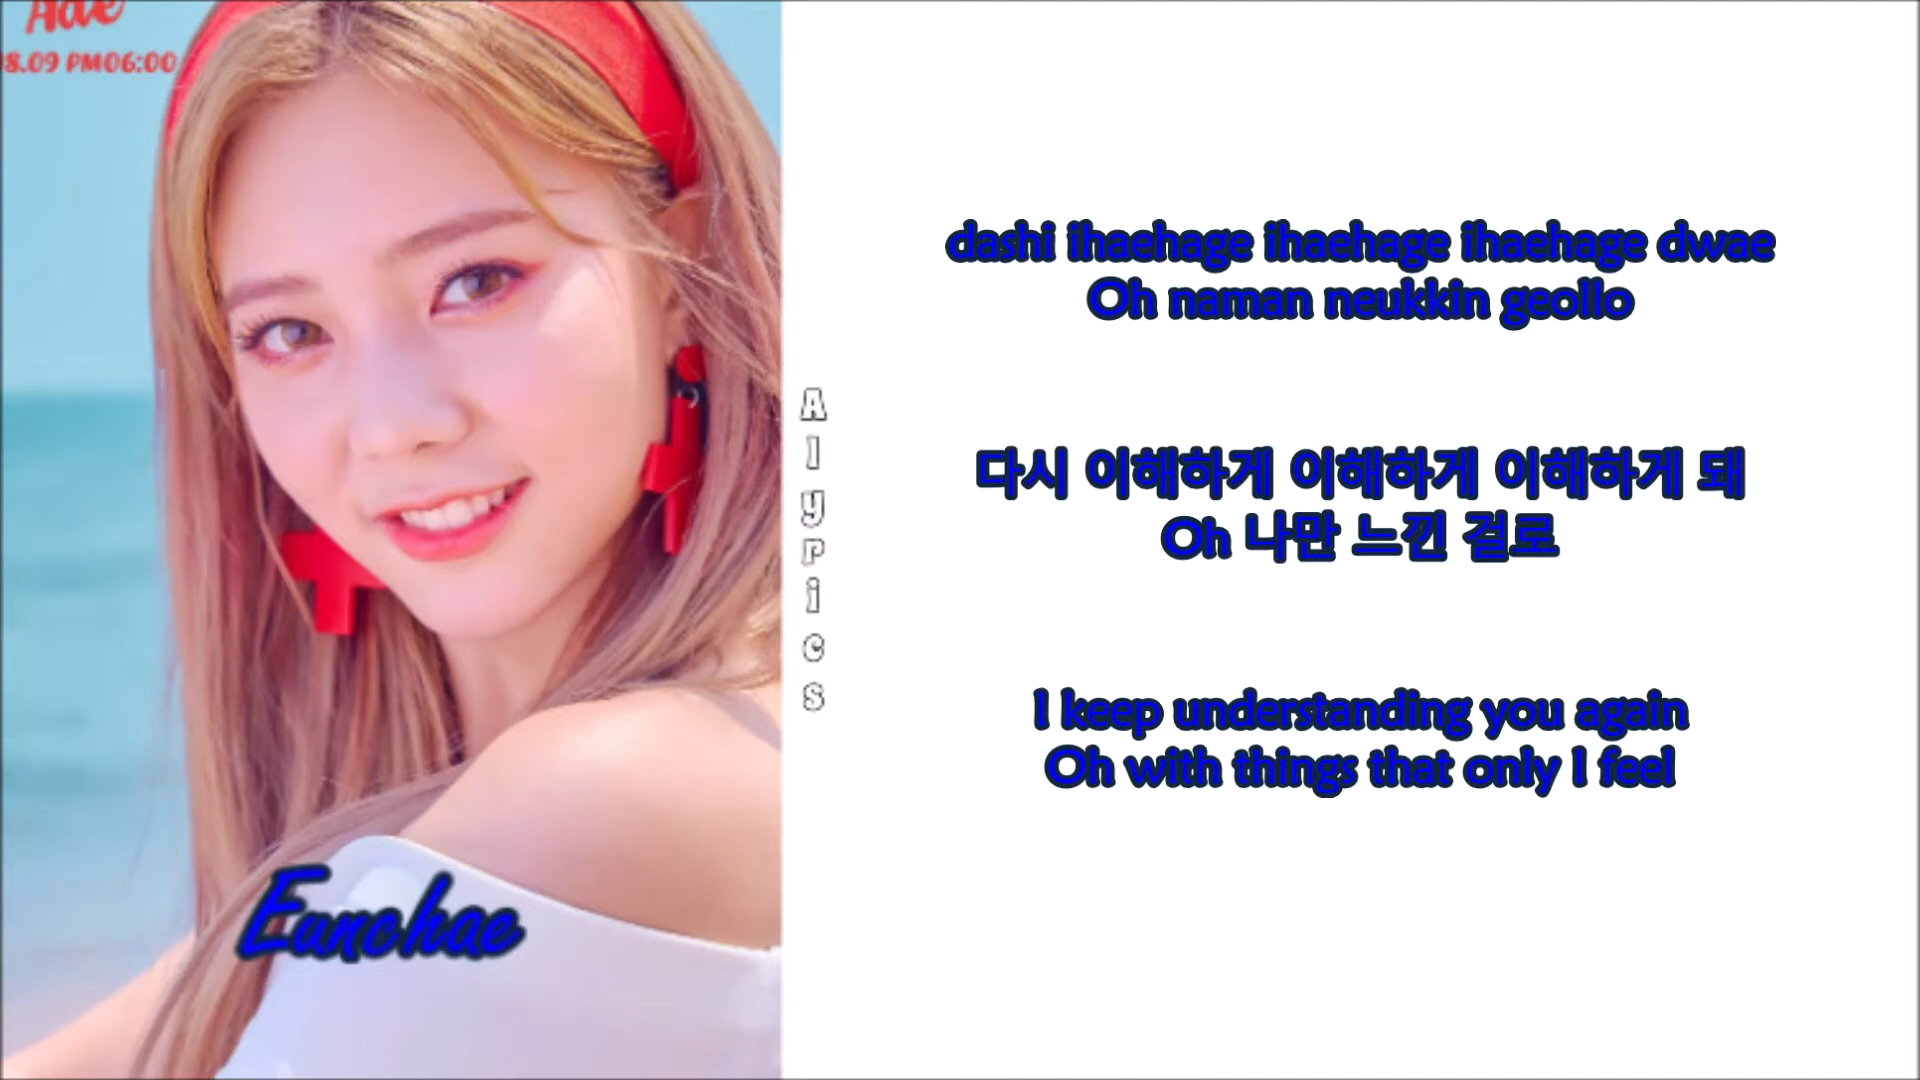 Ade
8.09 PM06:00
dashi ihaehage ihaehage ihaehage dwae
Oh naman neukkin geollo
다시 이해하게 이해하게 이해하게 돼
Oh 나만 느낀 걸로
I keep understanding you again
Oh with things that only I feel
Alyrics
Eunchae